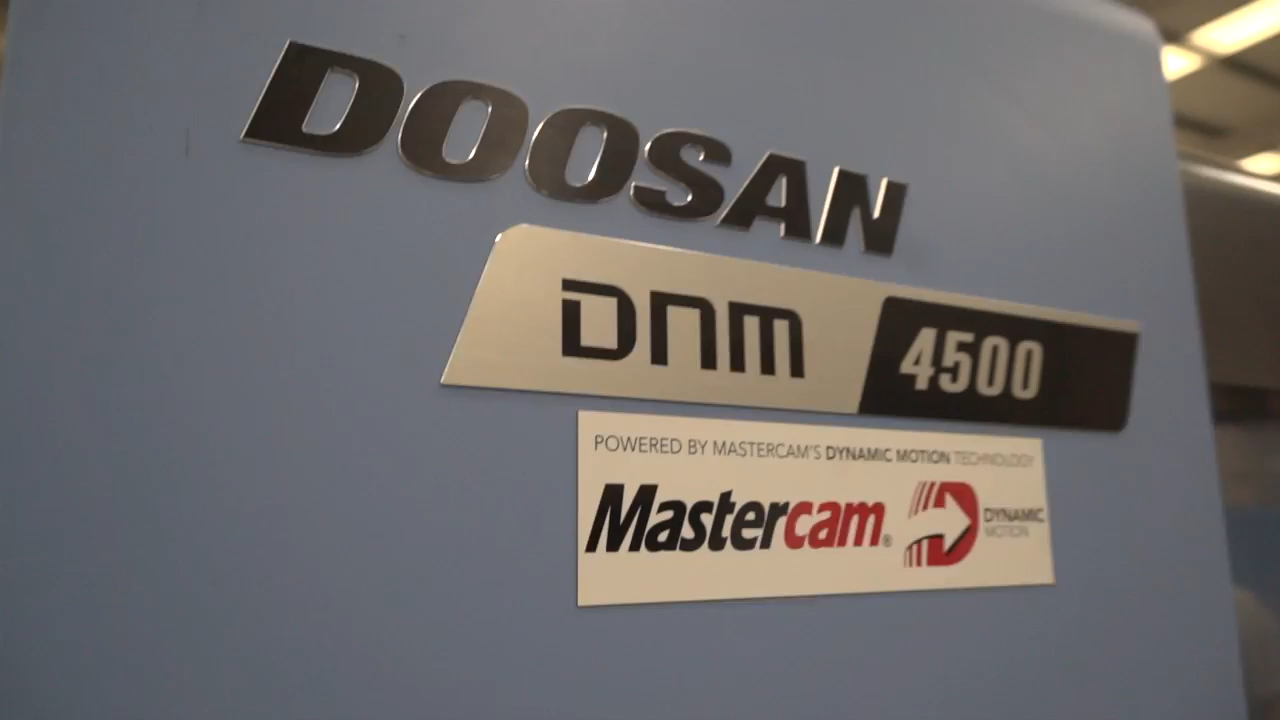 DOOSAN
DNM 4500
POWERED BY MASTERCAM'S DYNAMIC MOTION TECHNOLOGY
Mastercam® D DYNAMIC
MOTION